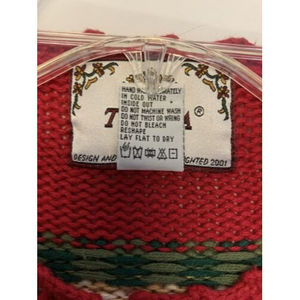 HAND WASH SEPARATELY
IN COLD WATER
INSIDE OUT
DO NOT MACHINE WASH
DO NOT TWIST OR WRING
DO NOT BLEACH
RESHAPE
LAY FLAT TO DRY
®
DESIGN AND
2001